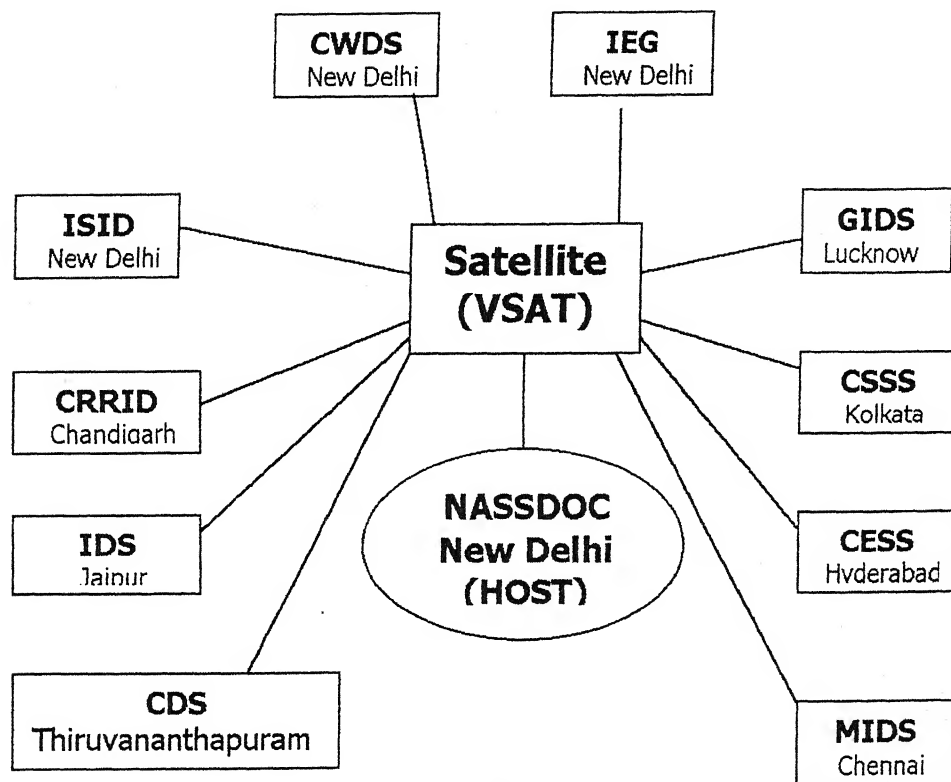 CWDS
New Delhi
IEG
New Delhi
ISID
New Delhi
Satellite
(VSAT)
GIDS
Lucknow
CRRID
Chandigarh
CSSS
Kolkata
NASSDOC
New Delhi
(HOST)
IDS
Jaipur
CESS
Hyderabad
CDS
Thiruvananthapuram
MIDS
Chennai